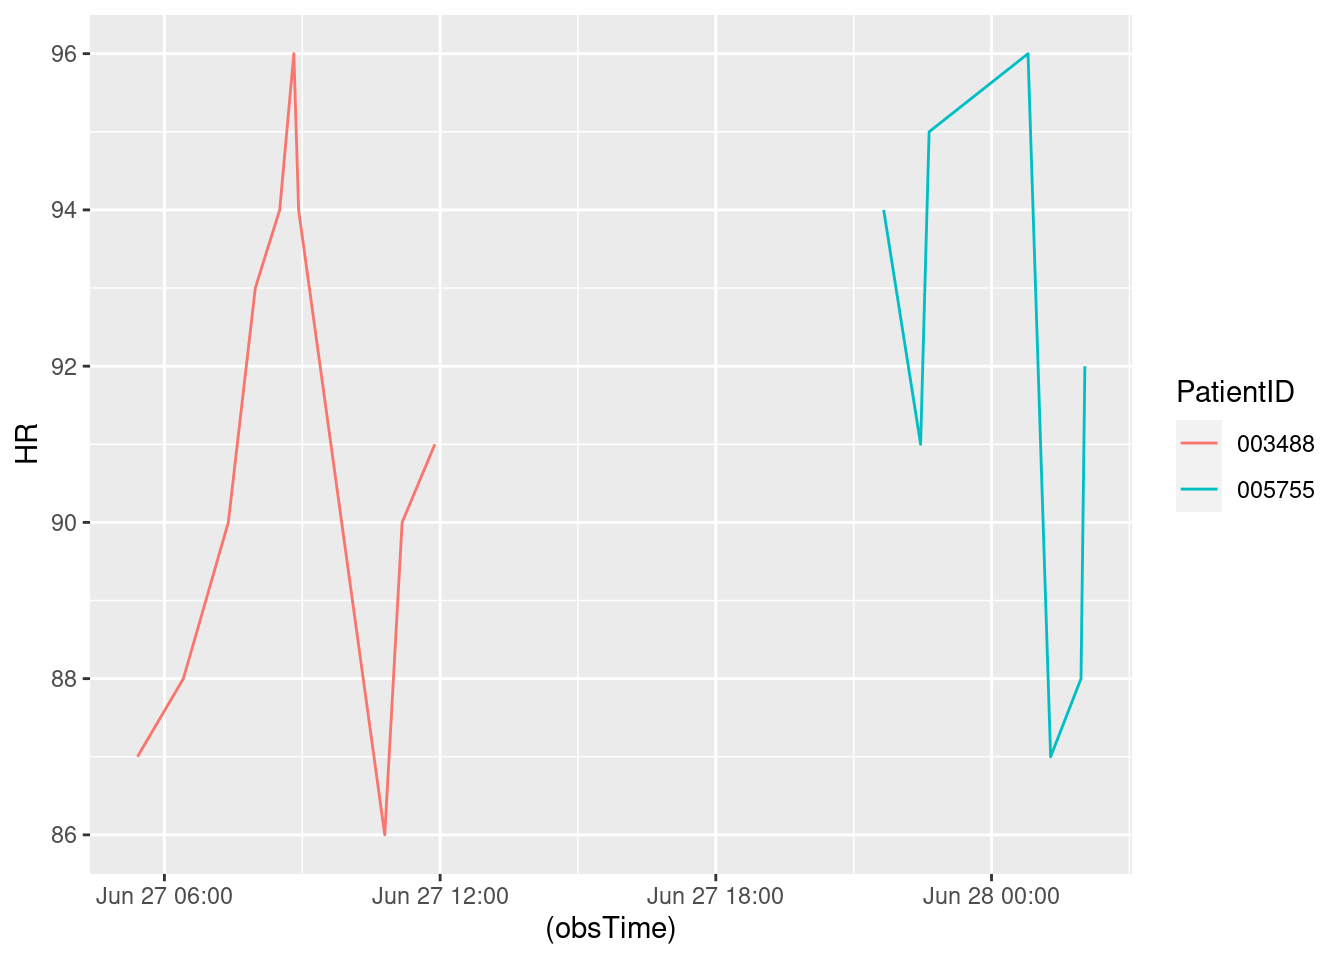 96
94
92
90
88
86
HR
Jun 27 06:00
Jun 27 12:00
Jun 27 18:00
Jun 28 00:00
(obsTime)
PatientID
003488
005755